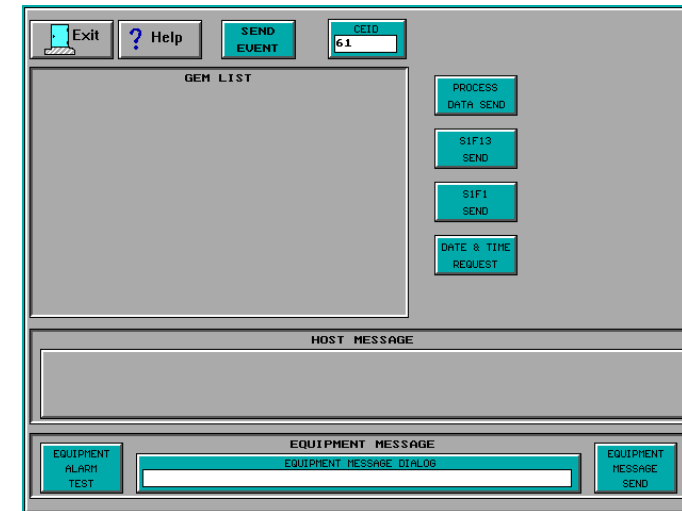 Exit
? Help
SEND
EVENT
CEID
61
GEM LIST
PROCESS
DATA SEND
S1F13
SEND
S1F1
SEND
DATE & TIME
REQUEST
HOST MESSAGE
EQUIPMENT MESSAGE
EQUIPMENT
ALARM
TEST
EQUIPMENT MESSAGE DIALOG
EQUIPMENT
MESSAGE
SEND